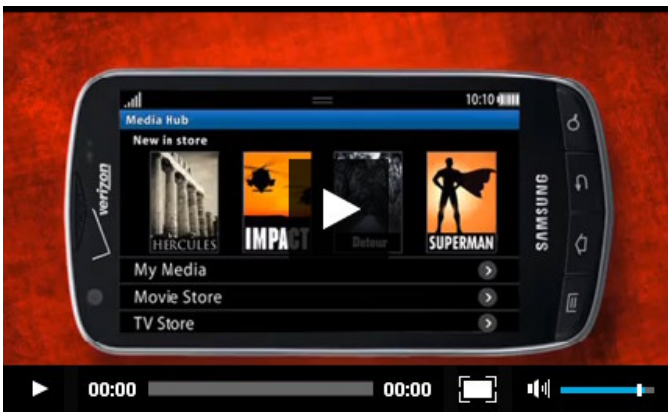 10:10
Media Hub
New in store
HERCULES
IMPACT
Detour
SUPERMAN
My Media
Movie Store
TV Store
verizon
SAMSUNG
00:00
00:00